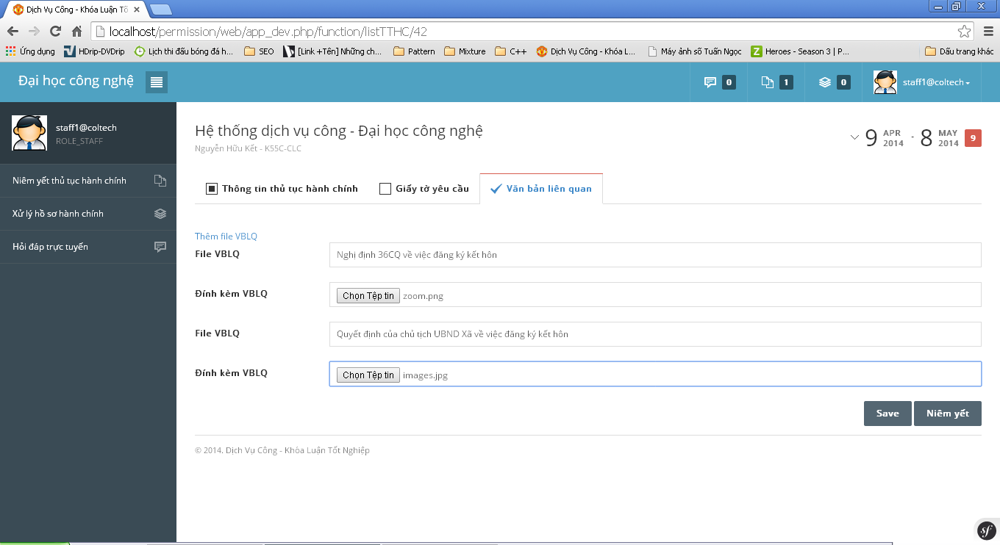 Dịch Vụ Công - Khóa Luận Tố
localhost/permission/web/app_dev.php/function/listTTHC/42
Ứng dụng HDrip-DVDrip Lịch thi đấu bóng đá h... SEO [Link +Tên] Những ch... Pattern Mixture C++ Dịch Vụ Công - Khóa L... Máy ảnh số Tuấn Ngọc Heroes - Season 3 | P... Dấu trang khác
Đại học công nghệ 0 1 0 staff1@coltech
staff1@coltech
ROLE_STAFF
Niêm yết thủ tục hành chính
Xử lý hồ sơ hành chính
Hỏi đáp trực tuyến
Hệ thống dịch vụ công - Đại học công nghệ
Nguyễn Hữu Kết - K55C-CLC
9 APR 2014 - 8 MAY 2014 9
Thông tin thủ tục hành chính Giấy tờ yêu cầu Văn bản liên quan
Thêm file VBLQ
File VBLQ Nghị định 36CQ về việc đăng ký kết hôn
Đính kèm VBLQ Chọn Tệp tin zoom.png
File VBLQ Quyết định của chủ tịch UBND Xã về việc đăng ký kết hôn
Đính kèm VBLQ Chọn Tệp tin images.jpg
Save Niêm yết
© 2014. Dịch Vụ Công - Khóa Luận Tốt Nghiệp
sf